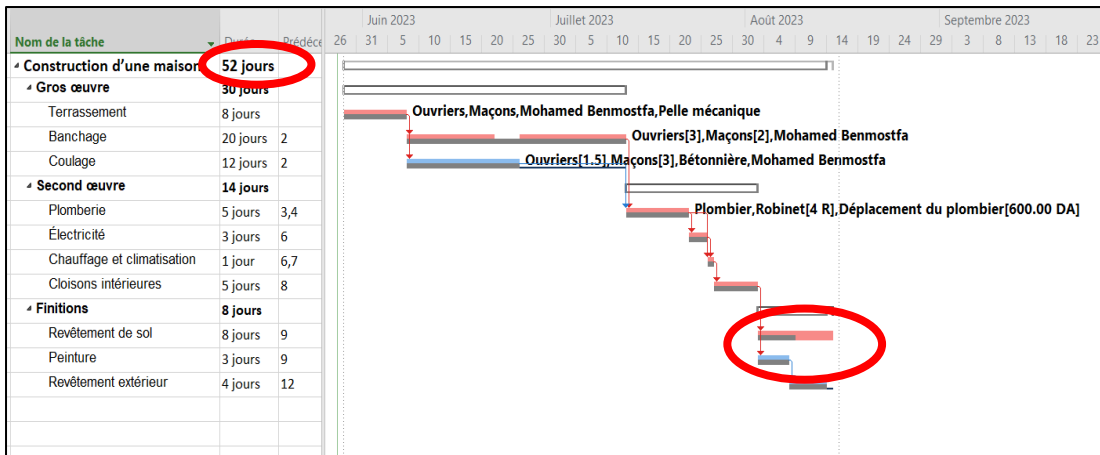 Juin 2023 Juillet 2023 Août 2023 Septembre 2023
Nom de la tâche Durée Prédéce 26 31 5 10 15 20 25 30 5 10 15 20 25 30 4 9 14 19 24 29 3 8 13 18 23
Construction d'une maison 52 jours
Gros œuvre 30 jours
Terrassement 8 jours Ouvriers,Maçons,Mohamed Benmostfa,Pelle mécanique
Banchage 20 jours 2 Ouvriers[3],Maçons[2],Mohamed Benmostfa
Coulage 12 jours 2 Ouvriers[1.5],Maçons[3],Bétonnière,Mohamed Benmostfa
Second œuvre 14 jours
Plomberie 5 jours 3,4 Plombier,Robinet[4 R],Déplacement du plombier[600.00 DA]
Électricité 3 jours 6
Chauffage et climatisation 1 jour 6,7
Cloisons intérieures 5 jours 8
Finitions 8 jours
Revêtement de sol 8 jours 9
Peinture 3 jours 9
Revêtement extérieur 4 jours 12